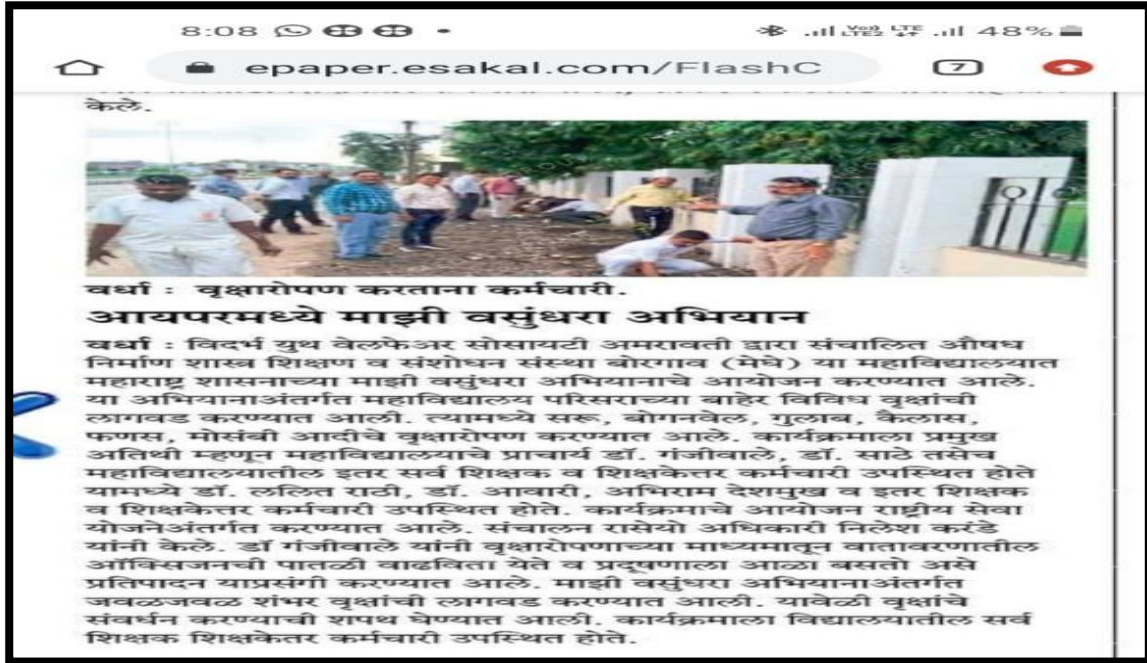 8:08
48%
epaper.esakal.com/FlashC
7
केले.
वर्धा : वृक्षारोपण करताना कर्मचारी.
आयपरमध्ये माझी वसुंधरा अभियान
वर्धा : विदर्भ युथ वेलफेअर सोसायटी अमरावती द्वारा संचालित औषध
निर्माण शास्त्र शिक्षण व संशोधन संस्था बोरगाव (मेघे) या महाविद्यालयात
महाराष्ट्र शासनाच्या माझी वसुंधरा अभियानाचे आयोजन करण्यात आले.
या अभियानाअंतर्गत महाविद्यालय परिसराच्या बाहेर विविध वृक्षांची
लागवड करण्यात आली. त्यामध्ये सरू, बोगनवेल, गुलाब, कैलास,
फणस, मोसंबी आदीचे वृक्षारोपण करण्यात आले. कार्यक्रमाला प्रमुख
अतिथी म्हणून महाविद्यालयाचे प्राचार्य डॉ. गंजीवाले, डॉ. साठे तसेच
महाविद्यालयातील इतर सर्व शिक्षक व शिक्षकेत्तर कर्मचारी उपस्थित होते
यामध्ये डॉ. ललित राठी, डॉ. आवारी, अभिराम देशमुख व इतर शिक्षक
व शिक्षकेत्तर कर्मचारी उपस्थित होते. कार्यक्रमाचे आयोजन राष्ट्रीय सेवा
योजनेअंतर्गत करण्यात आले. संचालन रासेयो अधिकारी निलेश करंडे
यांनी केले. डॉ गंजीवाले यांनी वृक्षारोपणाच्या माध्यमातून वातावरणातील
ऑक्सिजनची पातळी वाढविता येते व प्रदूषणाला आळा बसतो असे
प्रतिपादन याप्रसंगी करण्यात आले. माझी वसुंधरा अभियानाअंतर्गत
जवळजवळ शंभर वृक्षांची लागवड करण्यात आली. यावेळी वृक्षांचे
संवर्धन करण्याची शपथ घेण्यात आली. कार्यक्रमाला विद्यालयातील सर्व
शिक्षक शिक्षकेतर कर्मचारी उपस्थित होते.